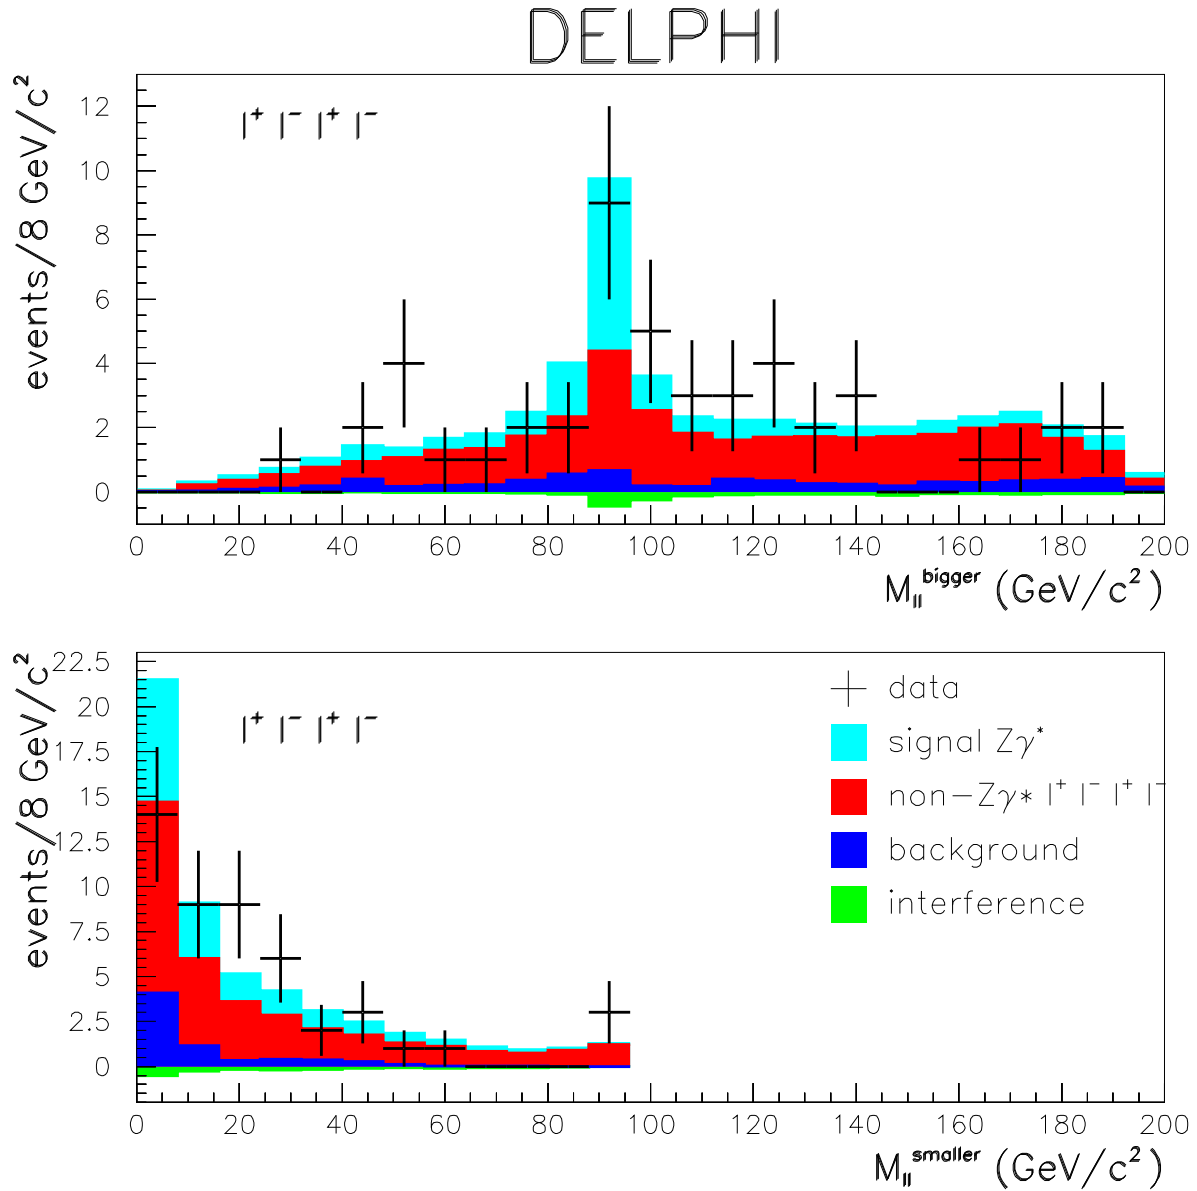 DELPHI
events/8 GeV/c²
l⁺ l⁻ l⁺ l⁻
12
10
8
6
4
2
0
0 20 40 60 80 100 120 140 160 180 200
M_ll^bigger (GeV/c²)
events/8 GeV/c²
l⁺ l⁻ l⁺ l⁻
22.5
20
17.5
15
12.5
10
7.5
5
2.5
0
data
signal Zγ*
non-Zγ* l⁺ l⁻ l⁺ l⁻
background
interference
0 20 40 60 80 100 120 140 160 180 200
M_ll^smaller (GeV/c²)